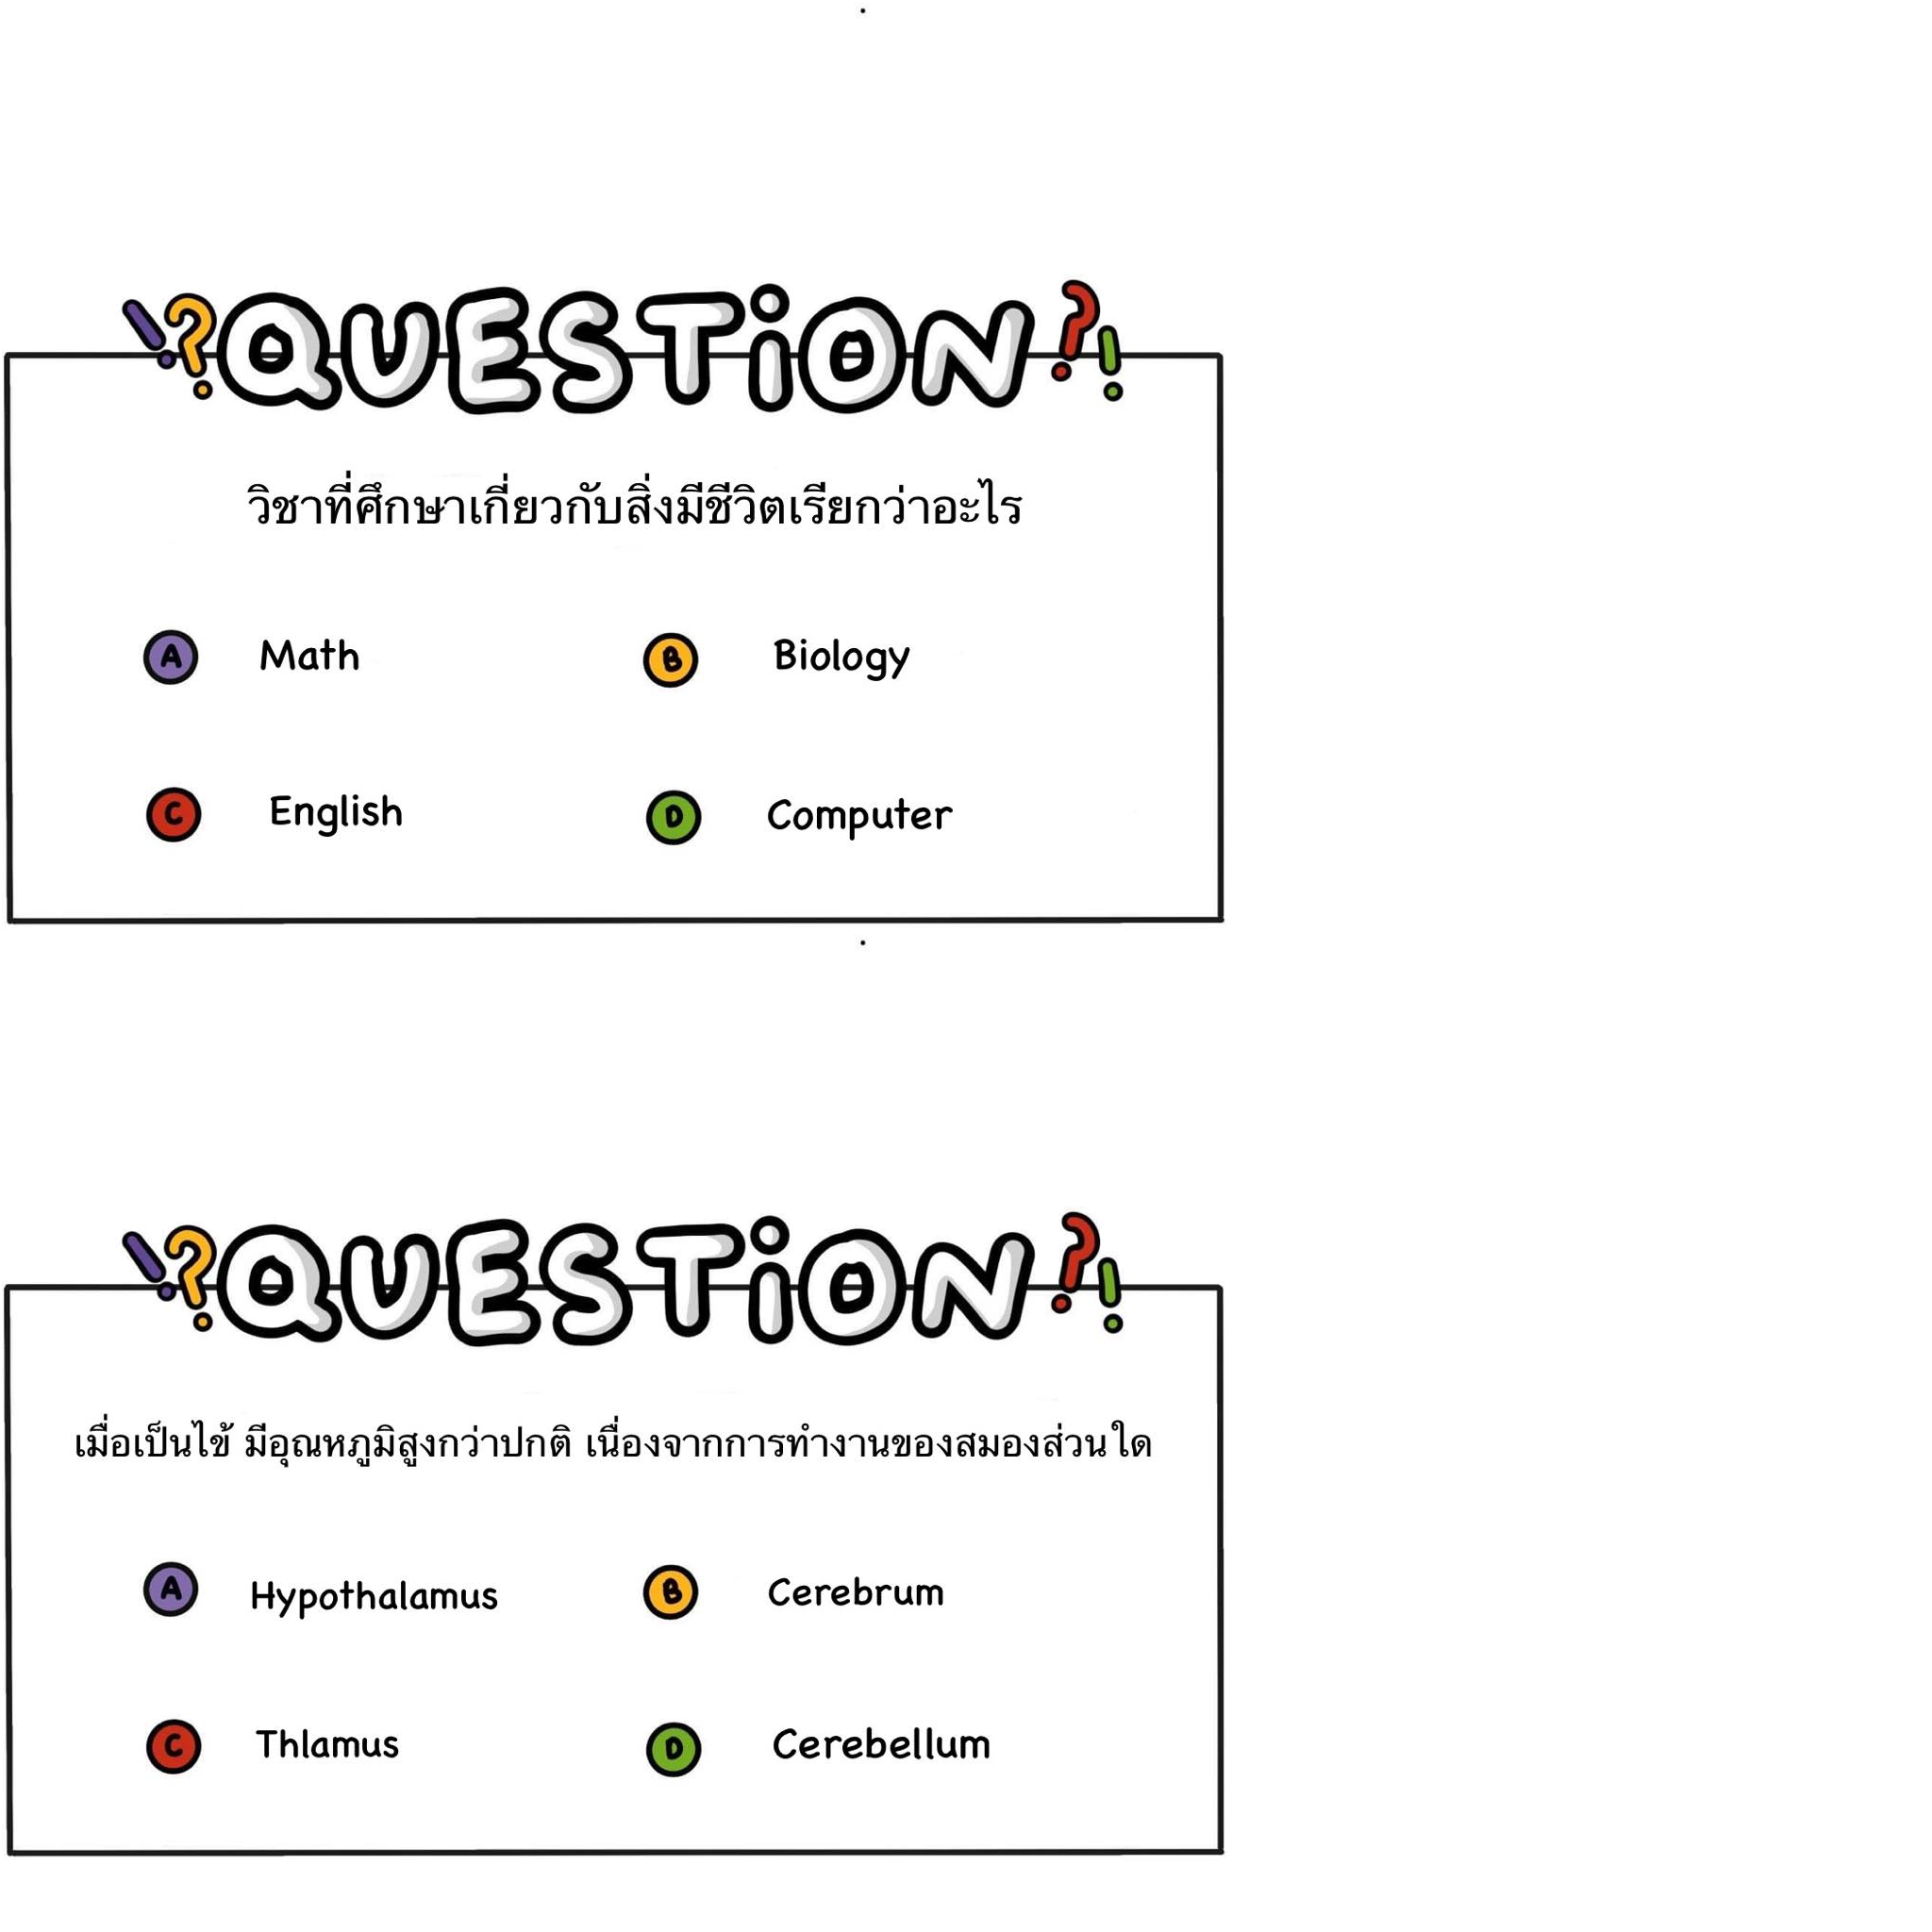 QUESTION
วิชาที่ศึกษาเกี่ยวกับสิ่งมีชีวิตเรียกว่าอะไร
A Math B Biology
C English D Computer
QUESTION
เมื่อเป็นไข้ มีอุณหภูมิสูงกว่าปกติ เนื่องจากการทำงานของสมองส่วนใด
A Hypothalamus B Cerebrum
C Thlamus D Cerebellum